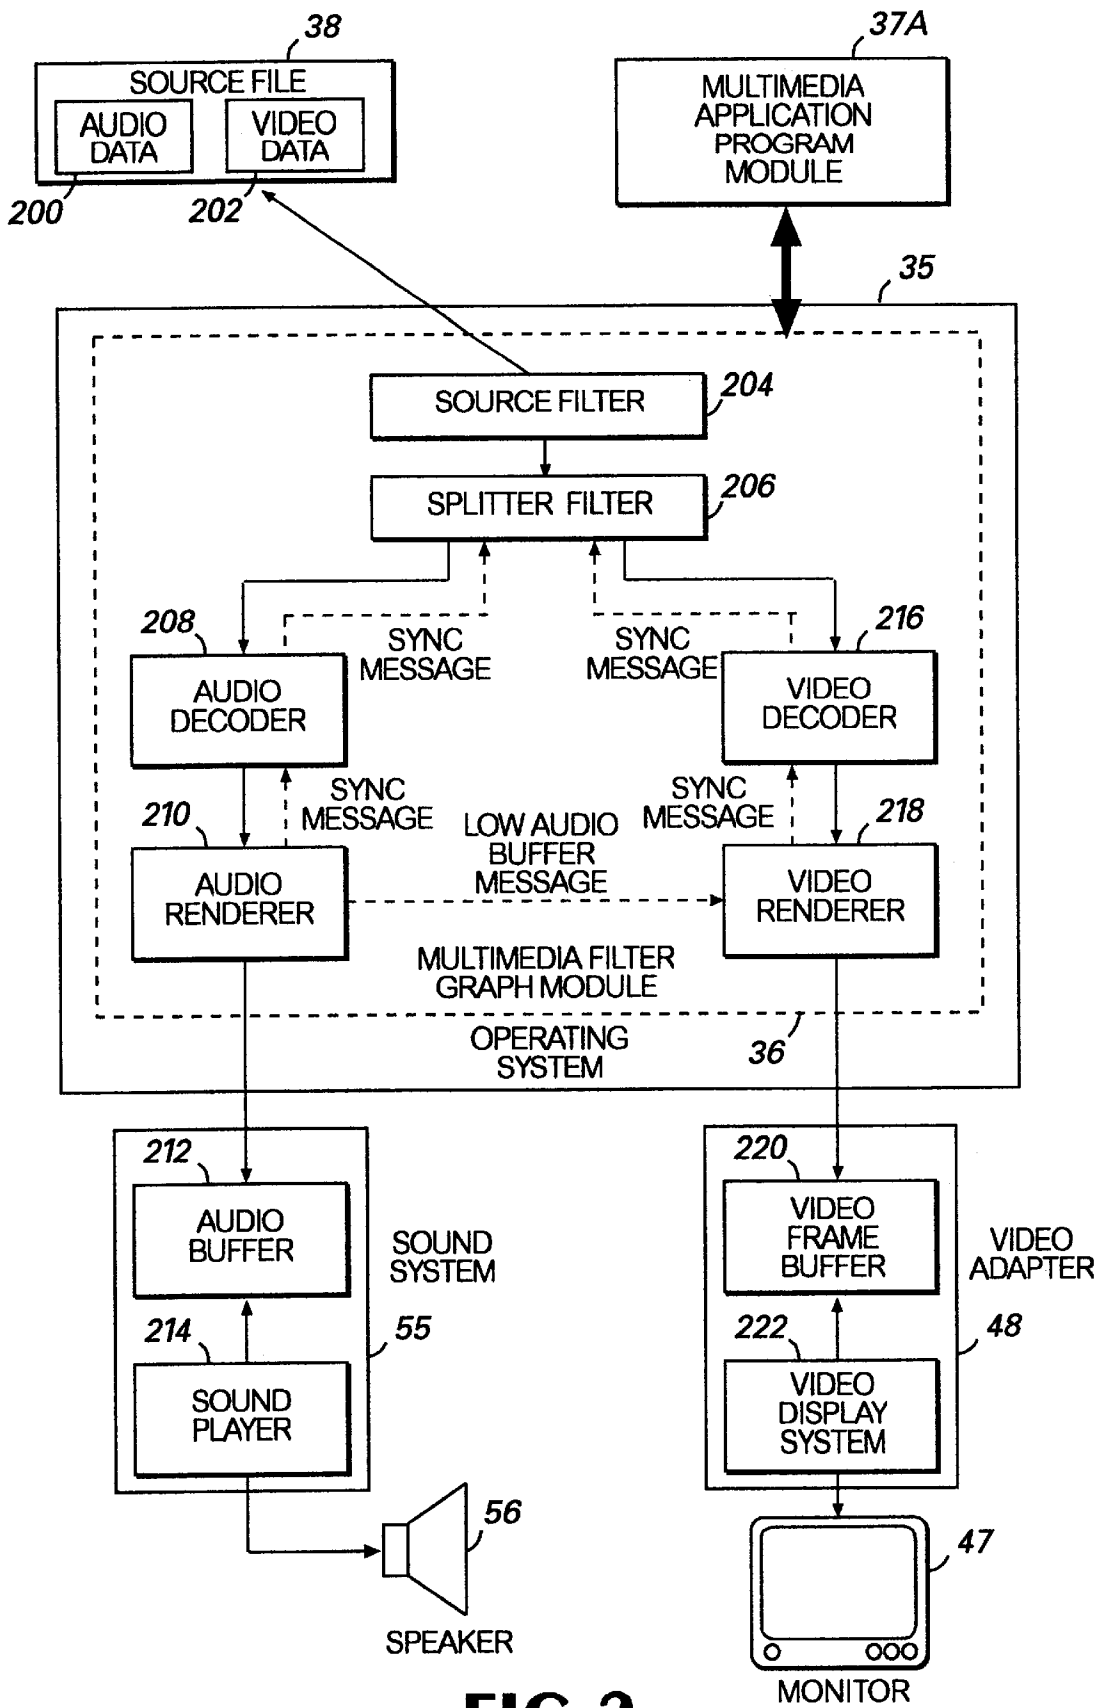 38
SOURCE FILE
AUDIO
DATA
VIDEO
DATA
200
202
37A
MULTIMEDIA
APPLICATION
PROGRAM
MODULE
35
SOURCE FILTER
204
SPLITTER FILTER
206
208
SYNC
MESSAGE
SYNC
MESSAGE
216
AUDIO
DECODER
VIDEO
DECODER
210
SYNC
MESSAGE
SYNC
MESSAGE
218
LOW AUDIO
BUFFER
MESSAGE
AUDIO
RENDERER
VIDEO
RENDERER
MULTIMEDIA FILTER
GRAPH MODULE
OPERATING
SYSTEM
36
212
AUDIO
BUFFER
SOUND
SYSTEM
214
55
SOUND
PLAYER
220
VIDEO
FRAME
BUFFER
VIDEO
ADAPTER
222
48
VIDEO
DISPLAY
SYSTEM
56
SPEAKER
47
MONITOR